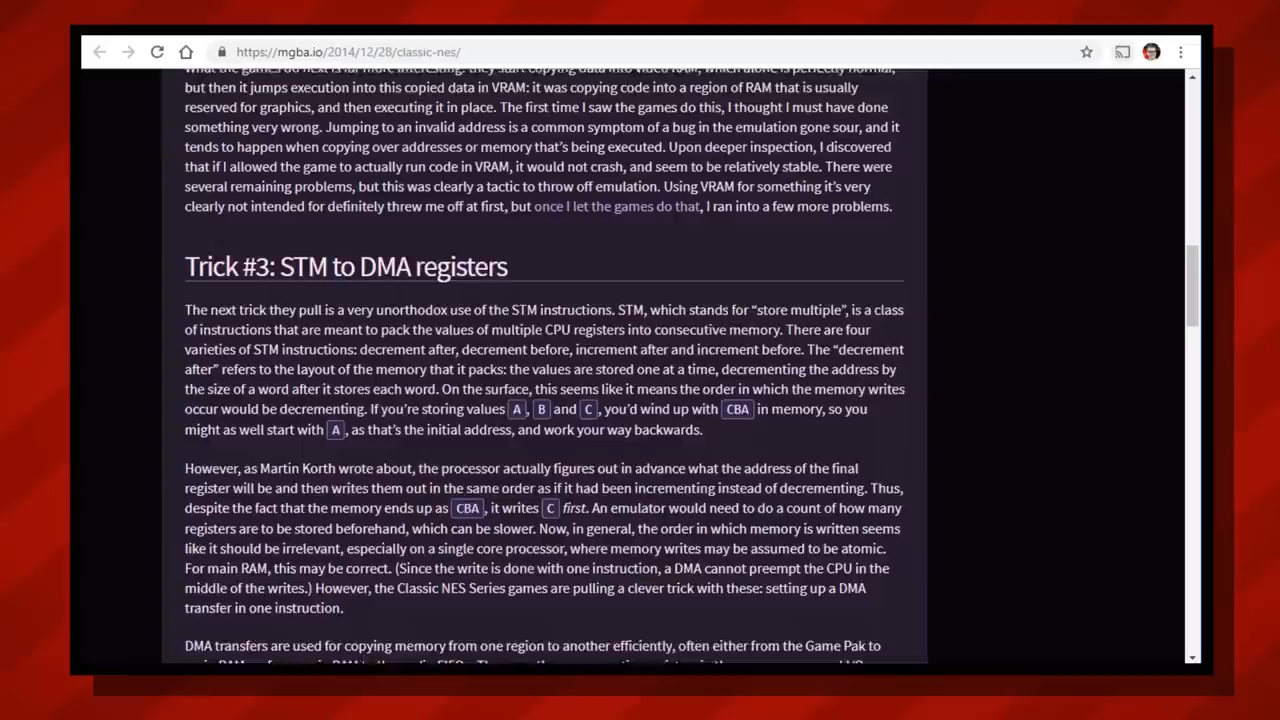 https://mgba.io/2014/12/28/classic-nes/
What the games do next is far more interesting: they start copying data into video RAM, which alone is perfectly normal,
but then it jumps execution into this copied data in VRAM: it was copying code into a region of RAM that is usually
reserved for graphics, and then executing it in place. The first time I saw the games do this, I thought I must have done
something very wrong. Jumping to an invalid address is a common symptom of a bug in the emulation gone sour, and it
tends to happen when copying over addresses or memory that's being executed. Upon deeper inspection, I discovered
that if I allowed the game to actually run code in VRAM, it would not crash, and seem to be relatively stable. There were
several remaining problems, but this was clearly a tactic to throw off emulation. Using VRAM for something it's very
clearly not intended for definitely threw me off at first, but once I let the games do that, I ran into a few more problems.
Trick #3: STM to DMA registers
The next trick they pull is a very unorthodox use of the STM instructions. STM, which stands for “store multiple”, is a class
of instructions that are meant to pack the values of multiple CPU registers into consecutive memory. There are four
varieties of STM instructions: decrement after, decrement before, increment after and increment before. The “decrement
after” refers to the layout of the memory that it packs: the values are stored one at a time, decrementing the address by
the size of a word after it stores each word. On the surface, this seems like it means the order in which the memory writes
occur would be decrementing. If you're storing values A, B and C, you'd wind up with CBA in memory, so you
might as well start with A, as that's the initial address, and work your way backwards.
However, as Martin Korth wrote about, the processor actually figures out in advance what the address of the final
register will be and then writes them out in the same order as if it had been incrementing instead of decrementing. Thus,
despite the fact that the memory ends up as CBA, it writes C first. An emulator would need to do a count of how many
registers are to be stored beforehand, which can be slower. Now, in general, the order in which memory is written seems
like it should be irrelevant, especially on a single core processor, where memory writes may be assumed to be atomic.
For main RAM, this may be correct. (Since the write is done with one instruction, a DMA cannot preempt the CPU in the
middle of the writes.) However, the Classic NES Series games are pulling a clever trick with these: setting up a DMA
transfer in one instruction.
DMA transfers are used for copying memory from one region to another efficiently, often either from the Game Pak to